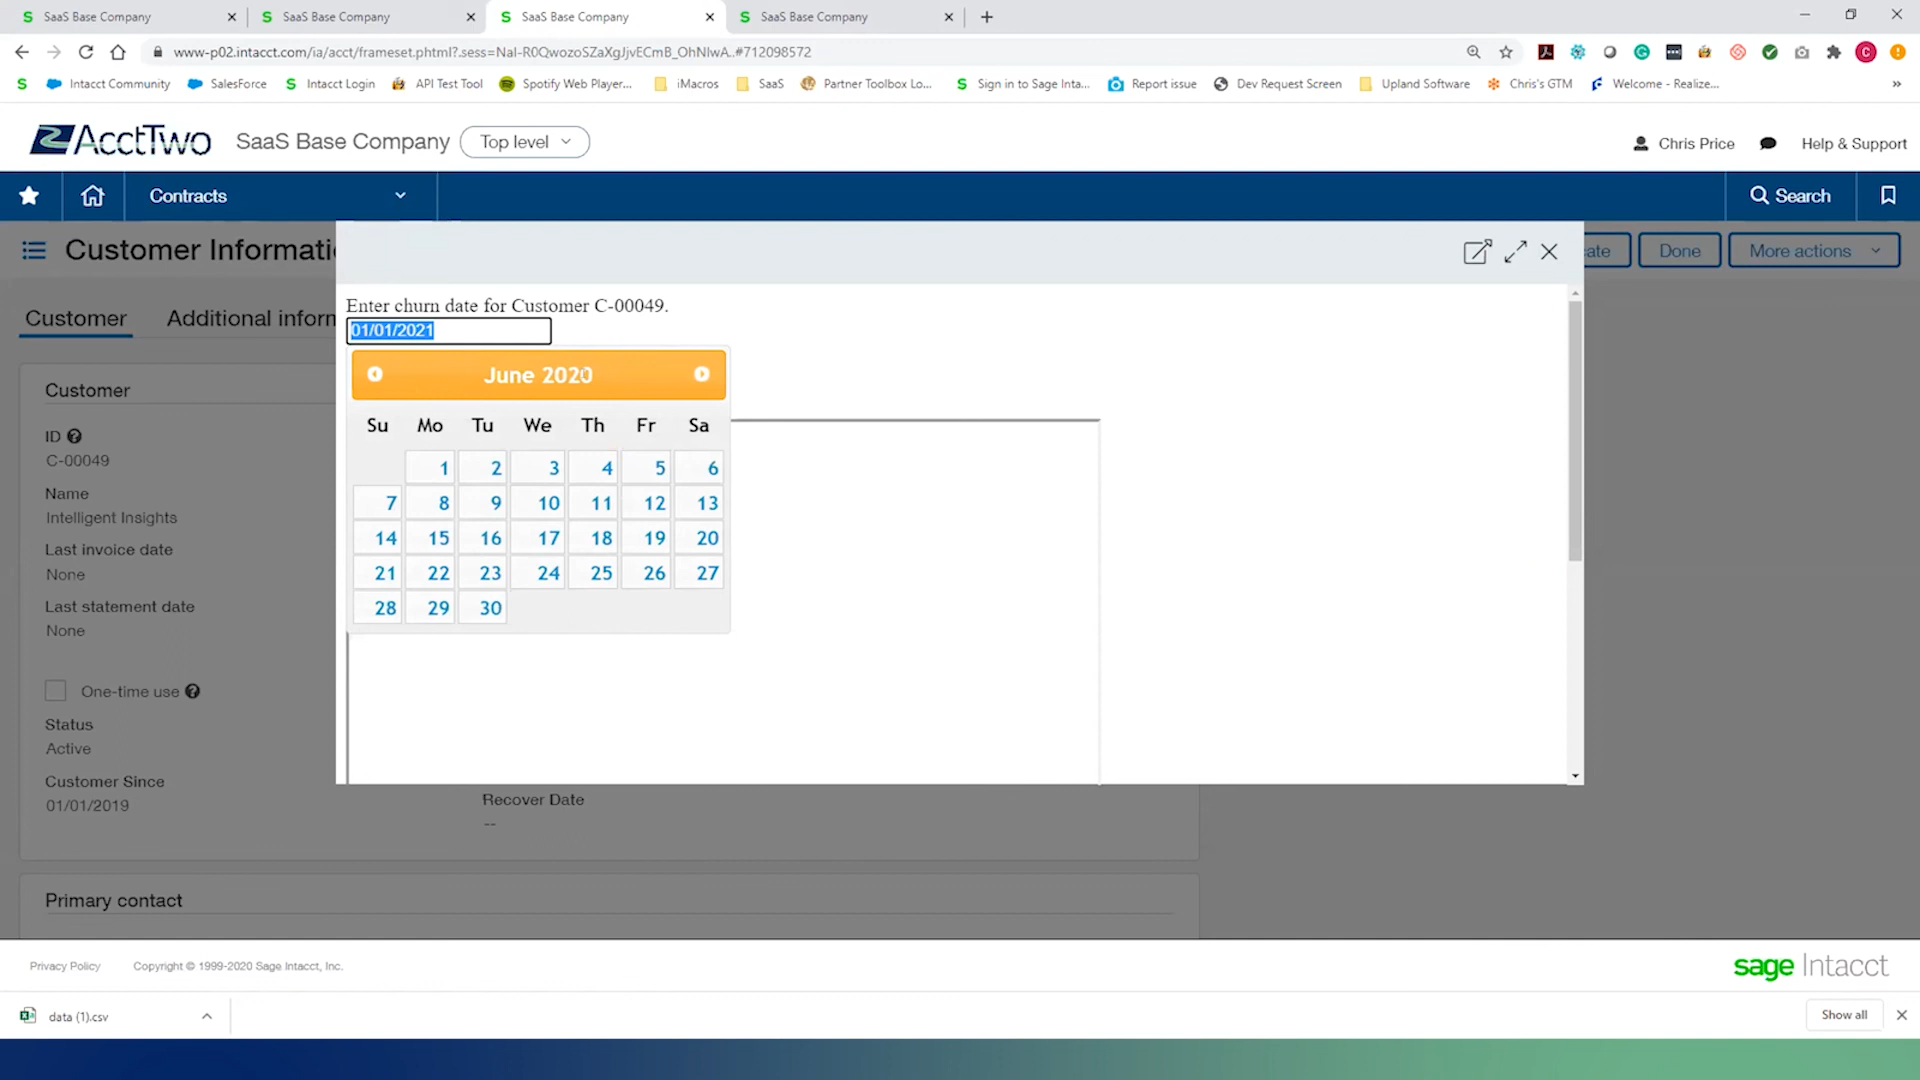 SaaS Base Company SaaS Base Company SaaS Base Company SaaS Base Company
www-p02.intacct.com/ia/acct/frameset.phtml?.sess=NaI-R0QwozoSZaXgJjvECmB_OhNIwA..#712098572
Intacct Community SalesForce Intacct Login API Test Tool Spotify Web Player... iMacros SaaS Partner Toolbox Lo... Sign in to Sage Inta... Report issue Dev Request Screen Upland Software Chris's GTM Welcome - Realize... »
AcctTwo SaaS Base Company Top level Chris Price Help & Support
Contracts Search
Customer Informati ate Done More actions
Customer Additional inforn
Enter churn date for Customer C-00049.
01/01/2021
June 2020
Su Mo Tu We Th Fr Sa
1 2 3 4 5 6
7 8 9 10 11 12 13
14 15 16 17 18 19 20
21 22 23 24 25 26 27
28 29 30
Customer
ID
C-00049
Name
Intelligent Insights
Last invoice date
None
Last statement date
None
One-time use
Status
Active
Customer Since
01/01/2019
Recover Date
--
Primary contact
Privacy Policy Copyright © 1999-2020 Sage Intacct, Inc. sage Intacct
data (1).csv Show all